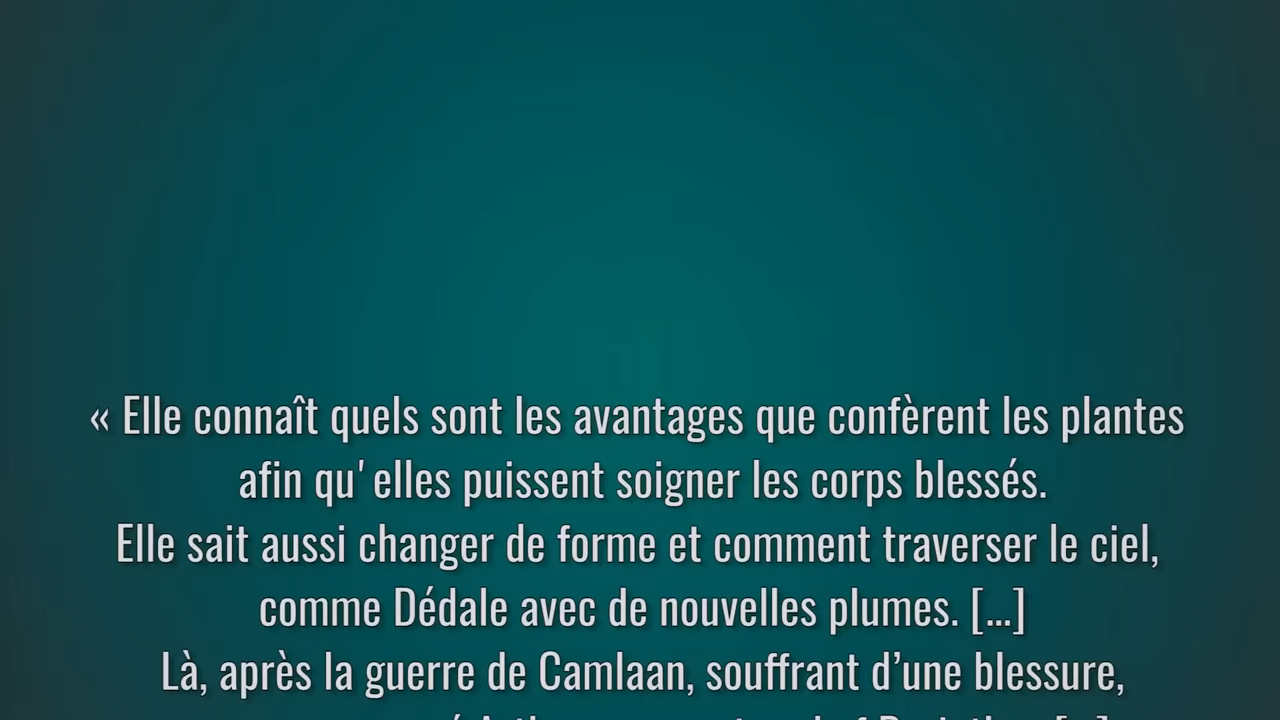 « Elle connaît quels sont les avantages que confèrent les plantes
afin qu'elles puissent soigner les corps blessés.
Elle sait aussi changer de forme et comment traverser le ciel,
comme Dédale avec de nouvelles plumes. [...]
Là, après la guerre de Camlaan, souffrant d’une blessure,